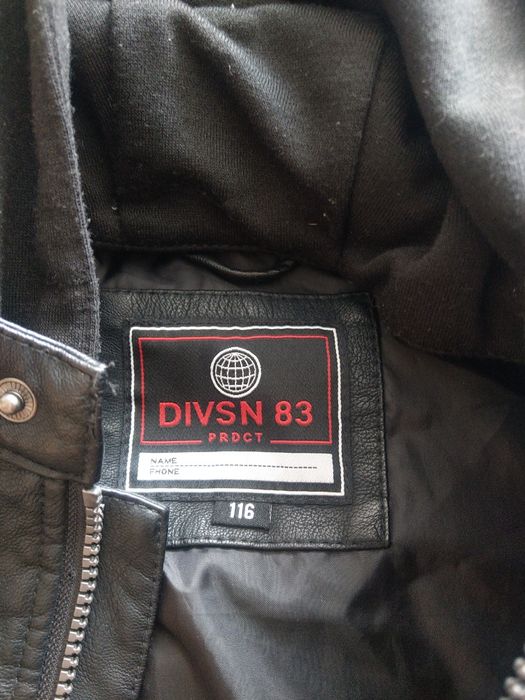 DIVSN 83
PRDCT
NAME
PHONE
116